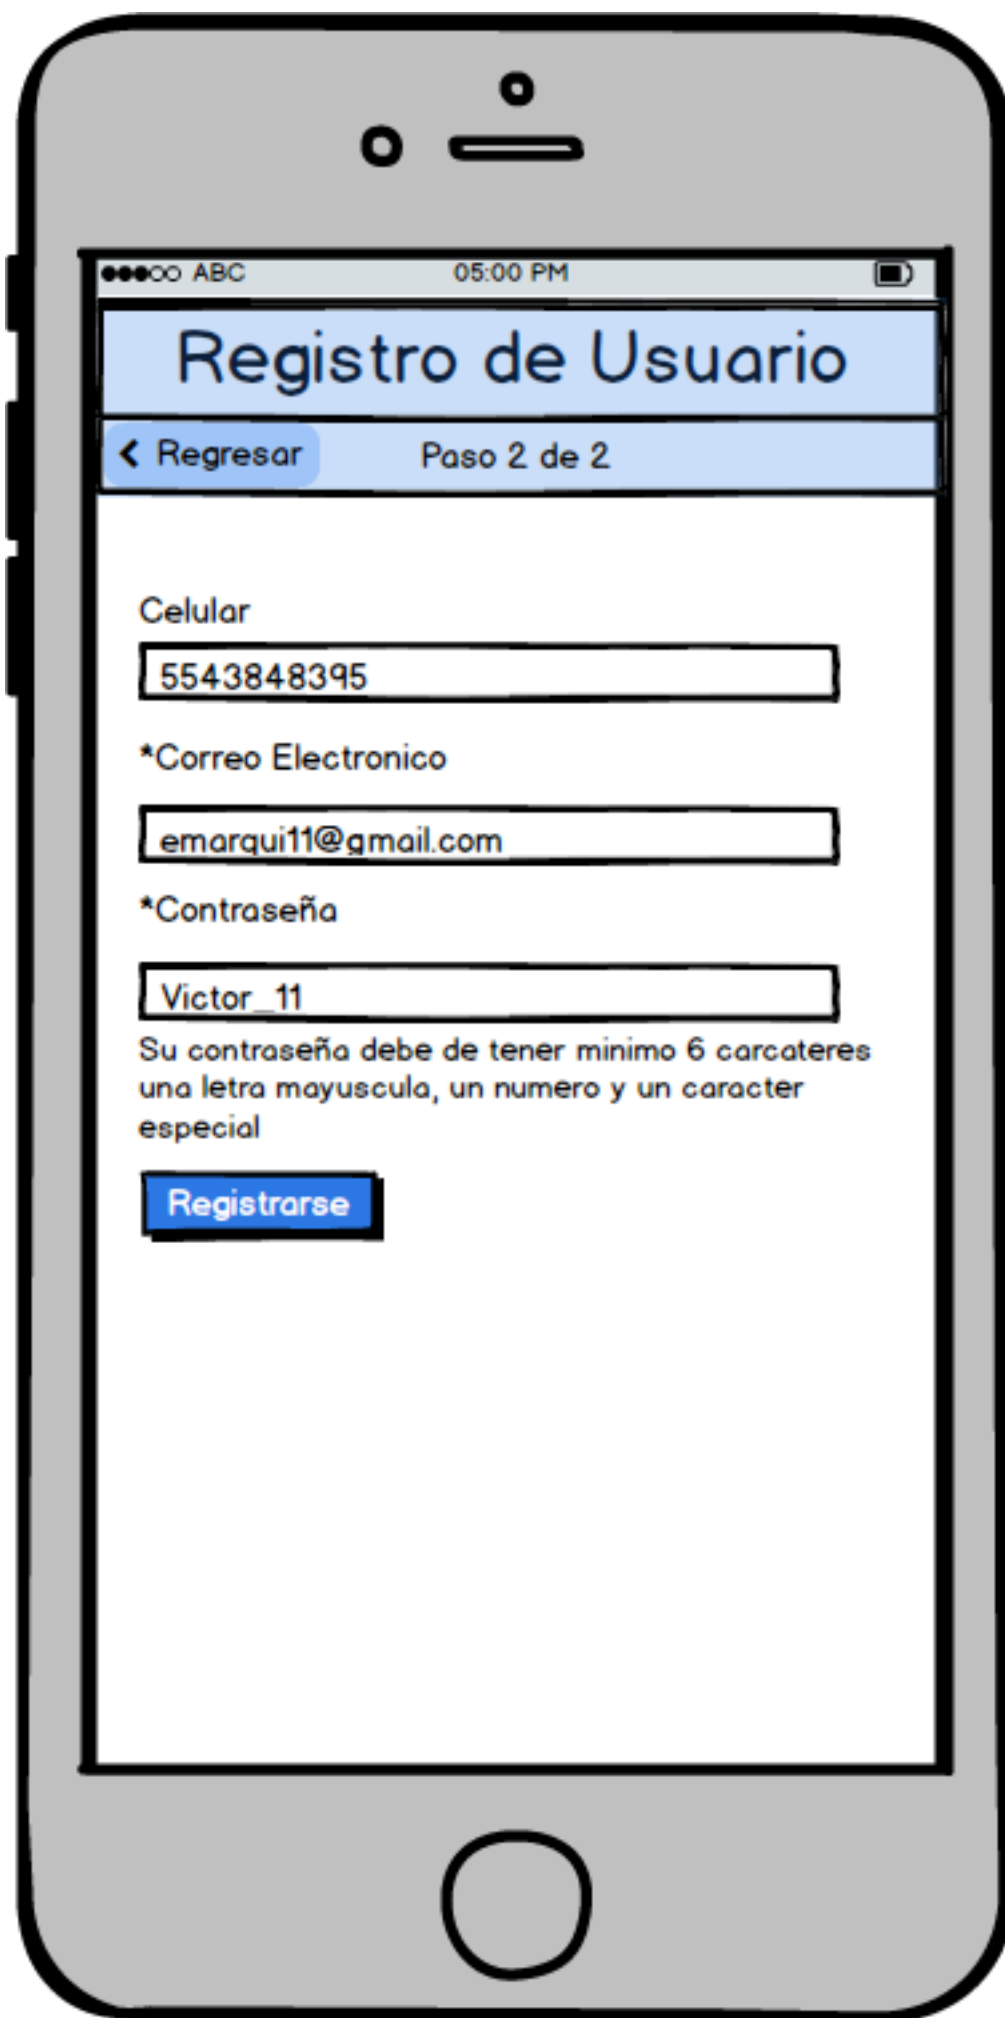 ABC 05:00 PM
Registro de Usuario
Regresar Paso 2 de 2
Celular
5543848395
*Correo Electronico
emarqui11@gmail.com
*Contraseña
Victor_11
Su contraseña debe de tener minimo 6 carcateres
una letra mayuscula, un numero y un caracter
especial
Registrarse